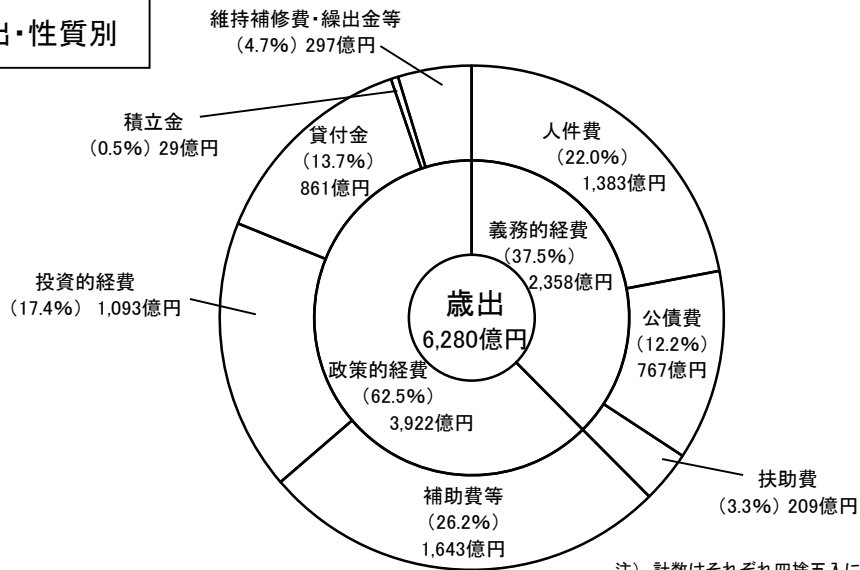 出・性質別
維持補修費・繰出金等
（4.7%） 297億円
積立金
（0.5%） 29億円
貸付金
（13.7%）
861億円
人件費
（22.0%）
1,383億円
義務的経費
（37.5%）
2,358億円
投資的経費
（17.4%） 1,093億円
歳出
6,280億円
公債費
（12.2%）
767億円
政策的経費
（62.5%）
3,922億円
扶助費
（3.3%） 209億円
補助費等
（26.2%）
1,643億円
注） 計数はそれぞれ四捨五入に